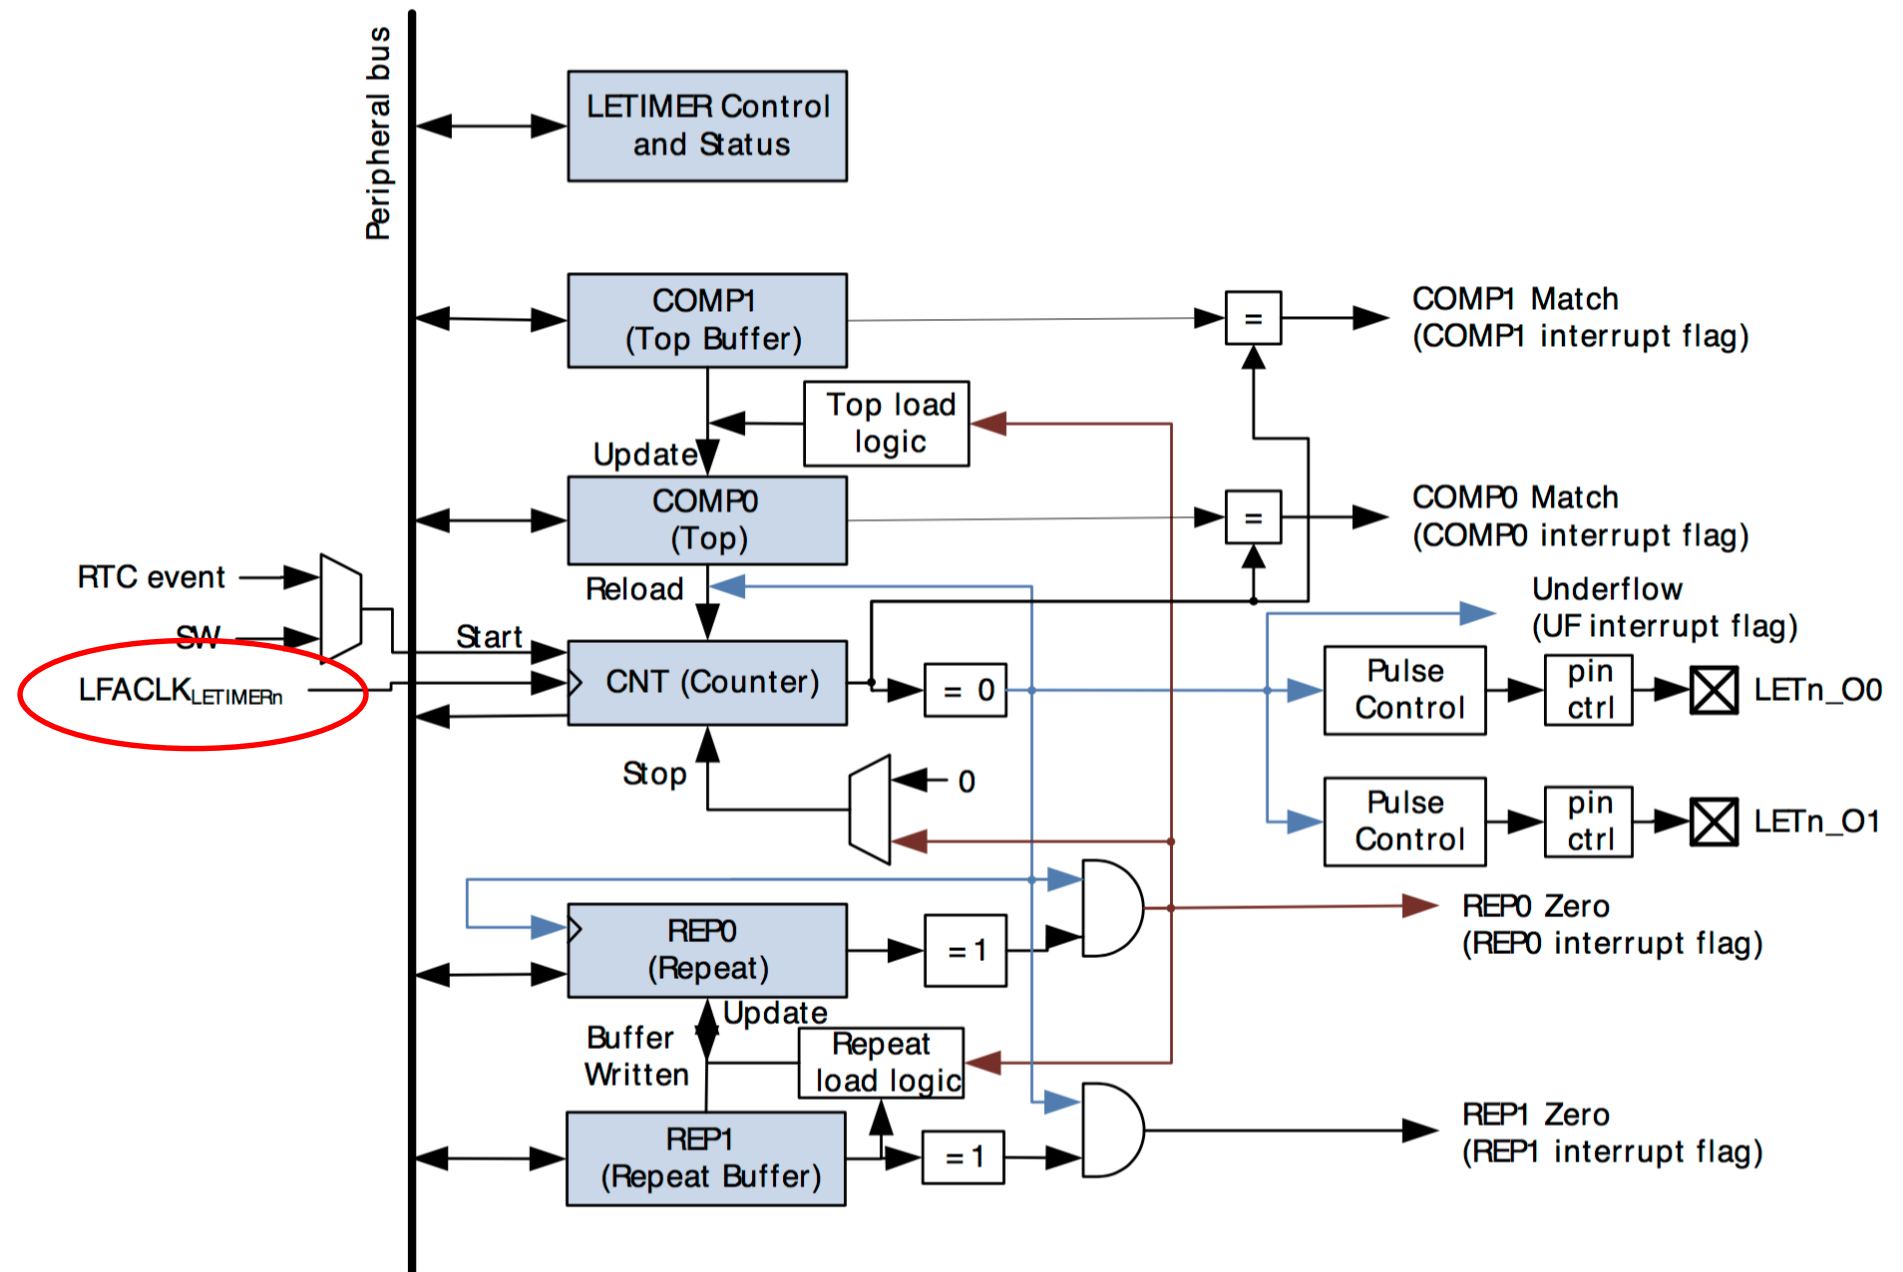 Peripheral bus
LETIMER Control
and Status
COMP1
(Top Buffer)
=
COMP1 Match
(COMP1 interrupt flag)
Top load
logic
Update
COMP0
(Top)
=
COMP0 Match
(COMP0 interrupt flag)
RTC event
Reload
Underflow
(UF interrupt flag)
SW
Start
LFACLKLETIMERn
CNT (Counter)
= 0
Pulse
Control
pin
ctrl
LETn_O0
Stop
0
Pulse
Control
pin
ctrl
LETn_O1
REP0
(Repeat)
= 1
REP0 Zero
(REP0 interrupt flag)
Update
Buffer
Written
Repeat
load logic
REP1
(Repeat Buffer)
= 1
REP1 Zero
(REP1 interrupt flag)